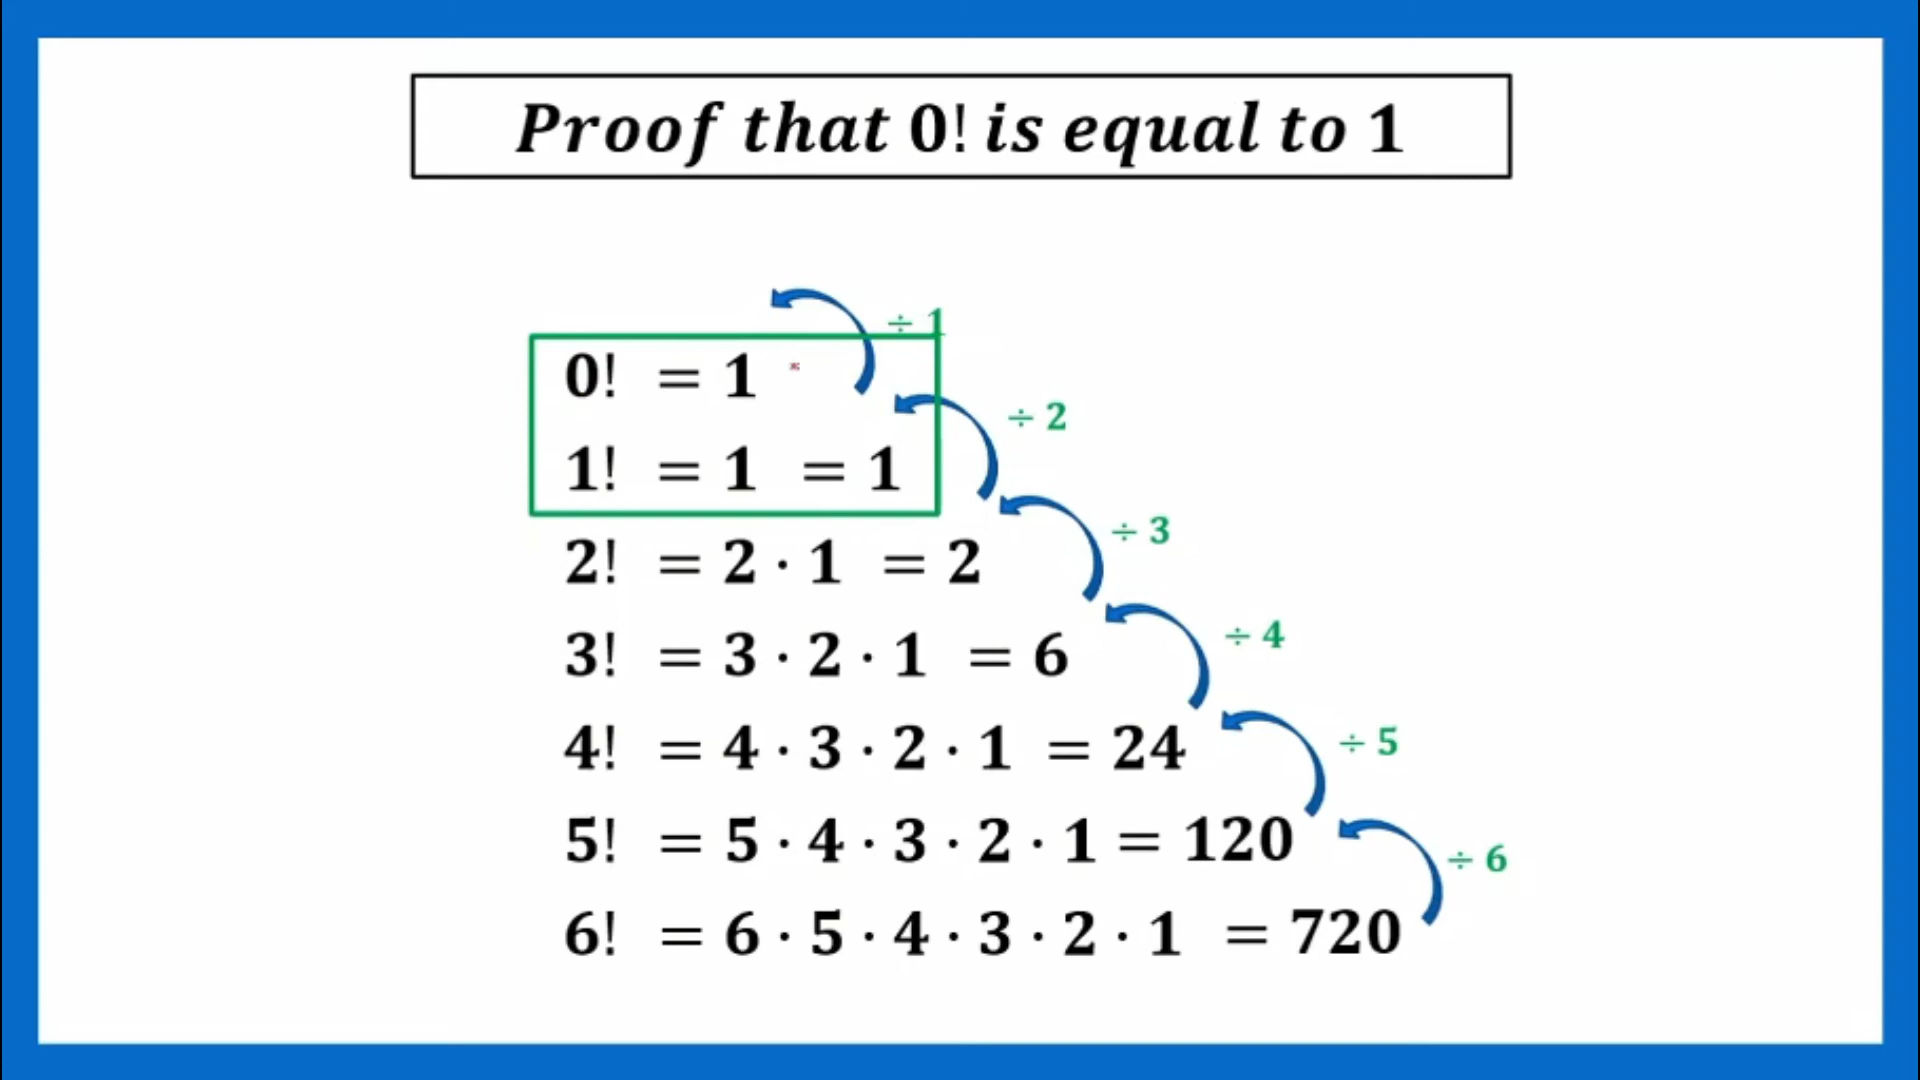 Proof that 0! is equal to 1
÷ 1
0! = 1
÷ 2
1! = 1 = 1
÷ 3
2! = 2 · 1 = 2
÷ 4
3! = 3 · 2 · 1 = 6
÷ 5
4! = 4 · 3 · 2 · 1 = 24
5! = 5 · 4 · 3 · 2 · 1 = 120
÷ 6
6! = 6 · 5 · 4 · 3 · 2 · 1 = 720